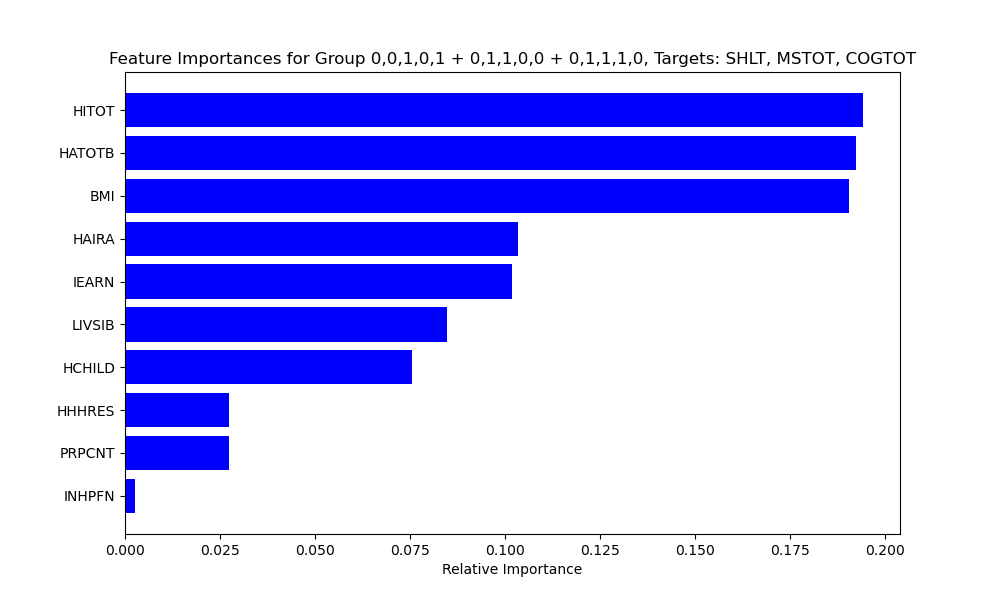 Feature Importances for Group 0,0,1,0,1 + 0,1,1,0,0 + 0,1,1,1,0, Targets: SHLT, MSTOT, COGTOT
HITOT
HATOTB
BMI
HAIRA
IEARN
LIVSIB
HCHILD
HHHRES
PRPCNT
INHPFN
0.000 0.025 0.050 0.075 0.100 0.125 0.150 0.175 0.200
Relative Importance